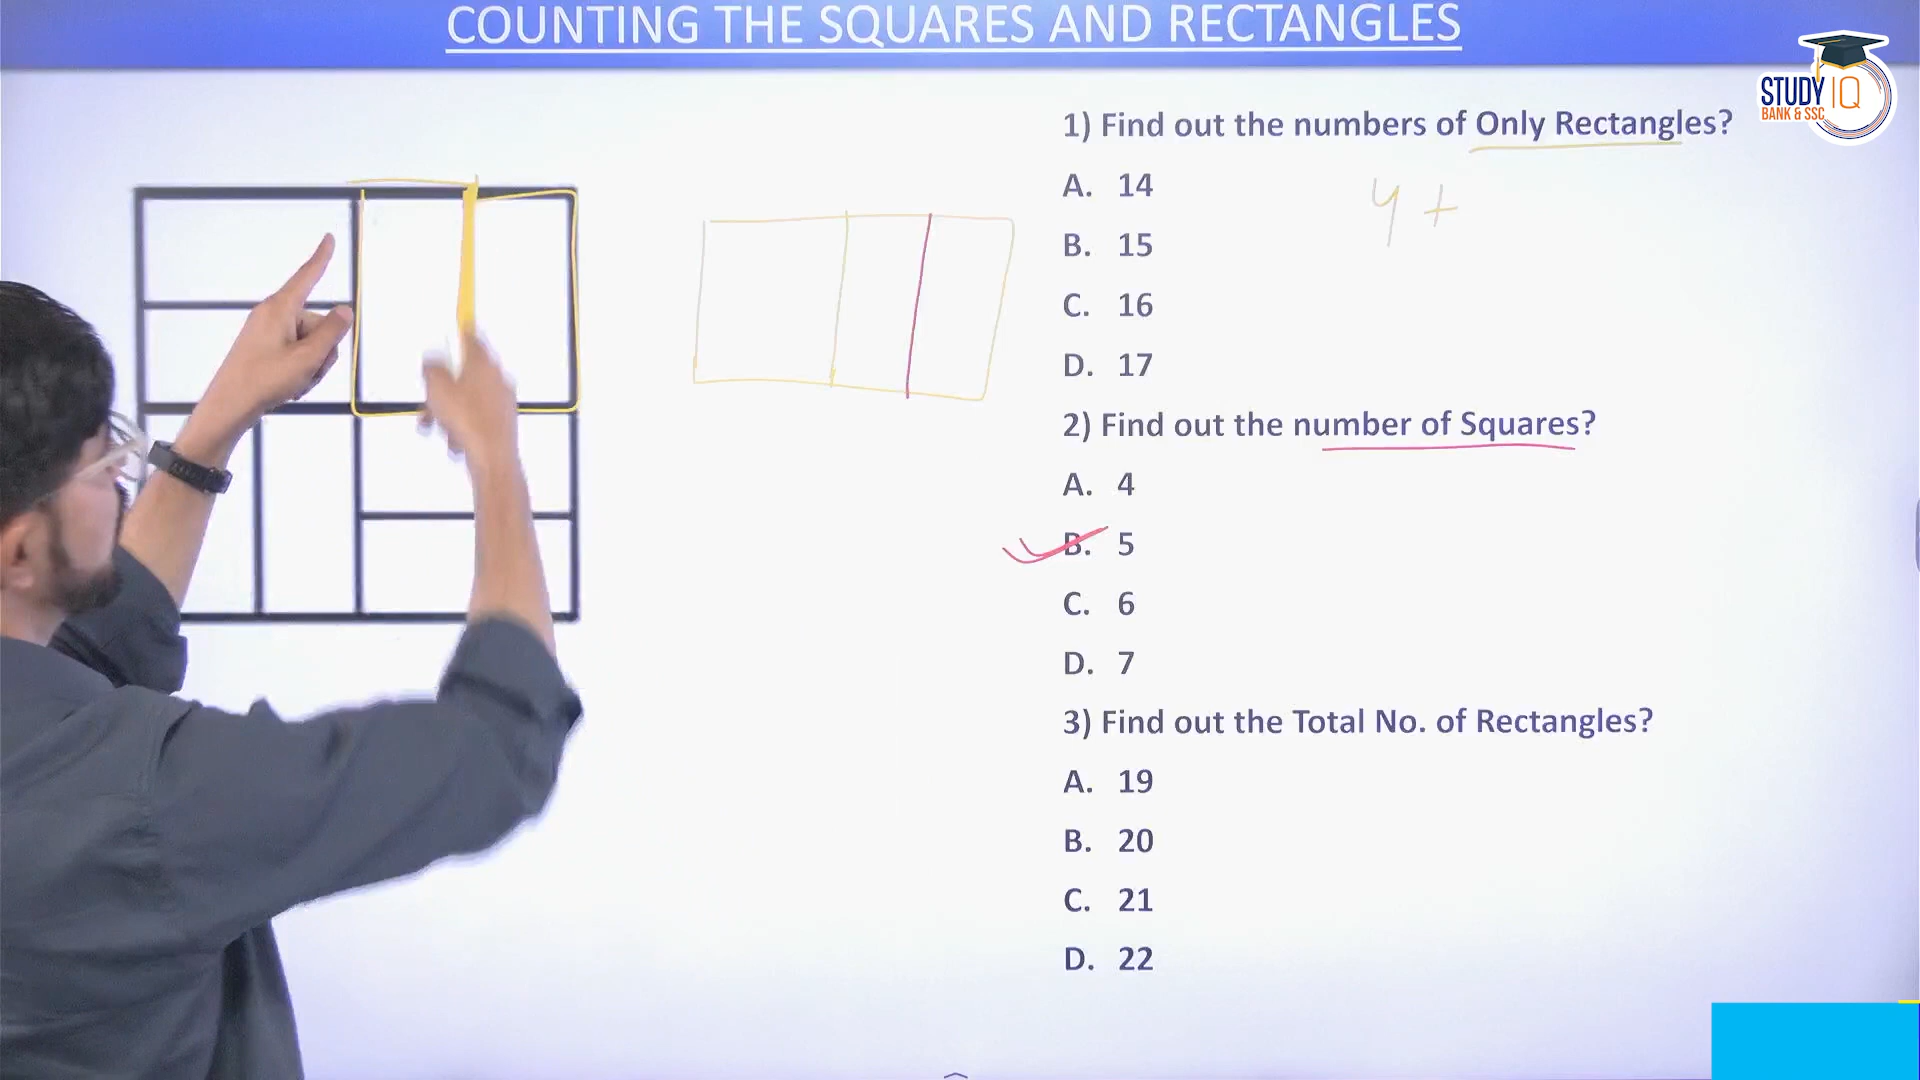 COUNTING THE SQUARES AND RECTANGLES
STUDY IQ
BANK & SSC
1) Find out the numbers of Only Rectangles?
A. 14
B. 15
C. 16
D. 17
4 +
2) Find out the number of Squares?
A. 4
B. 5
C. 6
D. 7
3) Find out the Total No. of Rectangles?
A. 19
B. 20
C. 21
D. 22